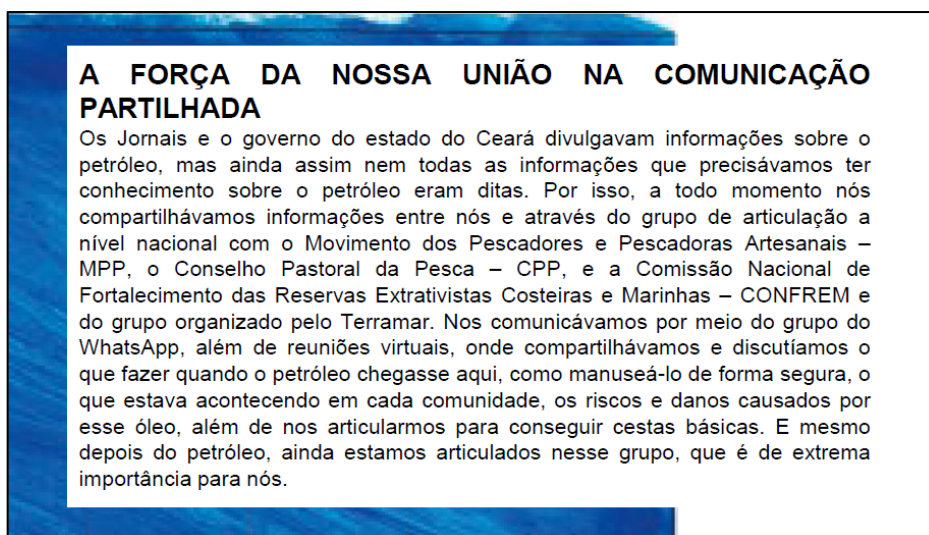 A FORÇA DA NOSSA UNIÃO NA COMUNICAÇÃO
PARTILHADA
Os Jornais e o governo do estado do Ceará divulgavam informações sobre o
petróleo, mas ainda assim nem todas as informações que precisávamos ter
conhecimento sobre o petróleo eram ditas. Por isso, a todo momento nós
compartilhávamos informações entre nós e através do grupo de articulação a
nível nacional com o Movimento dos Pescadores e Pescadoras Artesanais –
MPP, o Conselho Pastoral da Pesca – CPP, e a Comissão Nacional de
Fortalecimento das Reservas Extrativistas Costeiras e Marinhas – CONFREM e
do grupo organizado pelo Terramar. Nos comunicávamos por meio do grupo do
WhatsApp, além de reuniões virtuais, onde compartilhávamos e discutíamos o
que fazer quando o petróleo chegasse aqui, como manuseá-lo de forma segura, o
que estava acontecendo em cada comunidade, os riscos e danos causados por
esse óleo, além de nos articularmos para conseguir cestas básicas. E mesmo
depois do petróleo, ainda estamos articulados nesse grupo, que é de extrema
importância para nós.